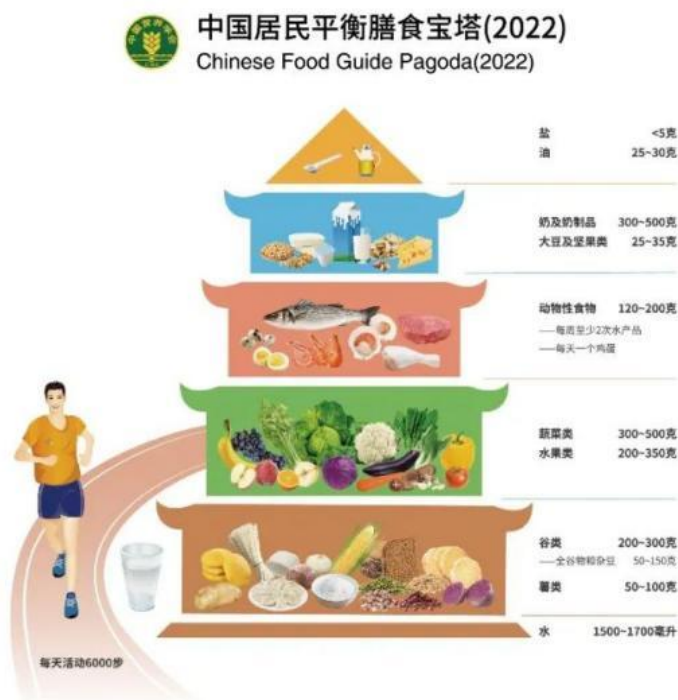 中国居民平衡膳食宝塔(2022)
Chinese Food Guide Pagoda(2022)
盐 <5克
油 25~30克
奶及奶制品 300~500克
大豆及坚果类 25~35克
动物性食物 120~200克
——每周至少2次水产品
——每天一个鸡蛋
蔬菜类 300~500克
水果类 200~350克
谷类 200~300克
——全谷物和杂豆 50~150克
薯类 50~100克
水 1500~1700毫升
每天活动6000步